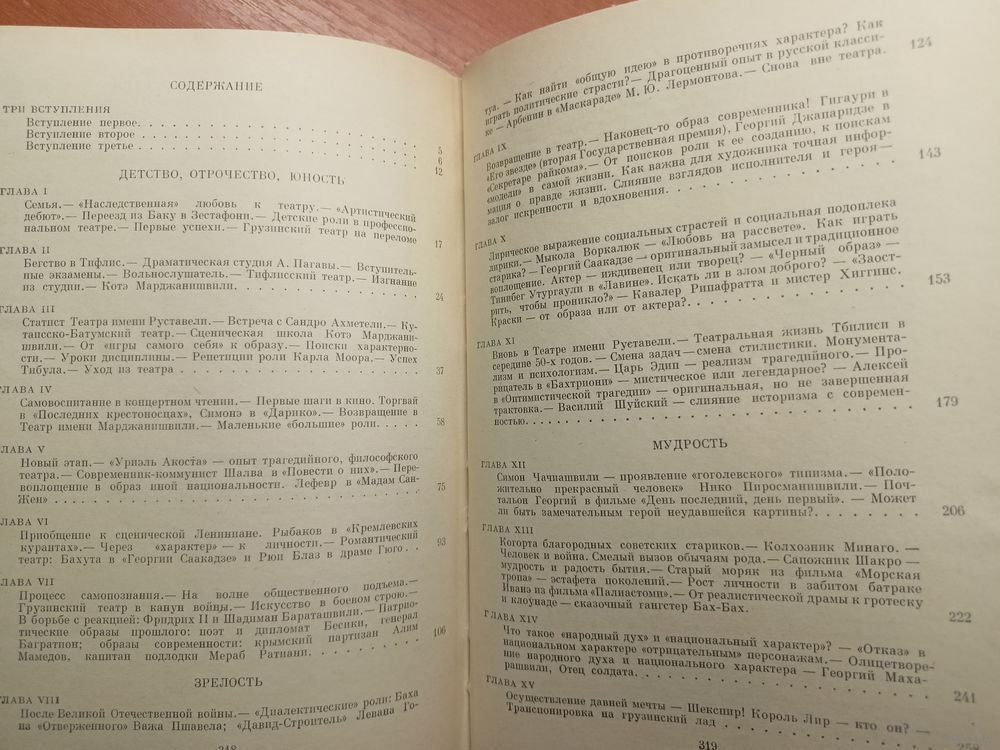 СОДЕРЖАНИЕ
ТРИ ВСТУПЛЕНИЯ
Вступление первое. . . . 5
Вступление второе . . . . 6
Вступление третье . . . . 12
ДЕТСТВО, ОТРОЧЕСТВО, ЮНОСТЬ
ГЛАВА I
Семья.— «Наследственная» любовь к театру.— «Артистический
дебют».— Переезд из Баку в Зестафони.— Детские роли в профессио-
нальном театре.— Первые успехи.— Грузинский театр на переломе 17
ГЛАВА II
Бегство в Тифлис.— Драматическая студия А. Пагавы.— Вступитель-
ные экзамены.— Вольнослушатель.— Тифлисский театр.— Изгнание
из студии.— Котэ Марджанишвили. . . . 24
ГЛАВА III
Статист Театра имени Руставели.— Встреча с Сандро Ахметели.— Ку-
таисско-Батумский театр.— Сценическая школа Котэ Марджани-
швили.— От «игры самого себя» к образу.— Поиски характерно-
сти.— Уроки дисциплины.— Репетиции роли Карла Моора.— Успех
Тибула.— Уход из театра . . . . 37
ГЛАВА IV
Самовоспитание в концертном чтении.— Первые шаги в кино. Торгвай
в «Последних крестоносцах», Симонэ в «Дарико».— Возвращение в
Театр имени Марджанишвили.— Маленькие «большие» роли. . . . 58
ЛАВА V
Новый этап.— «Уриэль Акоста» — опыт трагедийного, философского
театра.— Современник-коммунист Шалва в «Повести о них».— Пере-
воплощение в образ иной национальности. Лефевр в «Мадам Сан-
Жен» . . . . 75
ЛАВА VI
Приобщение к сценической Лениниане. Рыбаков в «Кремлевских
курантах».— Через «характер» — к личности.— Романтический
театр: Бахута в «Георгии Саакадзе» и Рюи Блаз в драме Гюго. . 93
ЛАВА VII
Процесс самопознания.— На волне общественного подъема.—
Грузинский театр в канун войны.— Искусство в боевом строю.—
В борьбе с реакцией: Фридрих II и Шадиман Бараташвили.— Патрио-
тические образы прошлого: поэт и дипломат Бесики, генерал
Багратион; образы современности: крымский партизан Алим
Мамедов, капитан подлодки Мераб Ратиани. . . . 106
ЗРЕЛОСТЬ
ЛАВА VIII
После Великой Отечественной войны.— «Диалектические» роли: Баха
из «Отверженного» Важа Пшавела; «Давид-Строитель» Левана Го-
318
туа. — Как найти «общую идею» в противоречиях характера? Как
играть политические страсти? — Драгоценный опыт в русской класси-
ке — Арбенин в «Маскараде» М. Ю. Лермонтова.— Снова вне театра. 124
ГЛАВА IX
Возвращение в театр.— Наконец-то образ современника! Гигаури в
«Его звезде» (вторая Государственная премия), Георгий Джапаридзе в
«Секретаре райкома».— От поисков роли к ее созданию, к поискам
«модели» в самой жизни. Как важна для художника точная инфор-
мация о правде жизни. Слияние взглядов исполнителя и героя —
залог искренности и вдохновения. . . . 143
ГЛАВА X
Лирическое выражение социальных страстей и социальная подоплека
лирики.— Мыкола Воркалюк — «Любовь на рассвете». Как играть
старика? — Георгий Саакадзе — оригинальный замысел и традиционное
воплощение. Актер — иждивенец или творец? — «Черный образ» —
Тинибег Утургаули в «Лавине». Искать ли в злом доброго? — «Заост-
рить, чтобы проникло?» — Кавалер Рипафратта и мистер Хиггинс.
Краски — от образа или от актера?. . . . 153
ГЛАВА XI
Вновь в Театре имени Руставели.— Театральная жизнь Тбилиси в
середине 50-х годов. — Смена задач — смена стилистики. Монумента-
лизм и психологизм.— Царь Эдип — реализм трагедийного.— Про-
рицатель в «Бахтриони» — мистическое или легендарное? — Алексей
в «Оптимистической трагедии» — оригинальная, но не завершенная
трактовка.— Василий Шуйский — слияние историзма с современ-
ностью. . . . 179
МУДРОСТЬ
ГЛАВА XII
Симон Чачиашвили — проявление «гоголевского» типизма.— «Поло-
жительно прекрасный человек» Нико Пиросманишвили.— Поч-
тальон Георгий в фильме «День последний, день первый». — Может
ли быть замечательным герой неудавшейся картины?. . . . 206
ГЛАВА XIII
Когорта благородных советских стариков.— Колхозник Минаго. —
Человек и война. Смелый вызов обычаям рода.— Сапожник Шакро —
мудрость и радость бытия.— Старый моряк из фильма «Морская
тропа» — эстафета поколений.— Рост личности в забитом батраке
Иванэ из фильма «Палиастоми».— От реалистической драмы к гротеску
и клоунаде — сказочный гангстер Бах-Бах. 222
ГЛАВА XIV
Что такое «народный дух» и «национальный характер»? — «Отказ» в
национальном характере «отрицательным» персонажам.— Олицетворе-
ние народного духа и национального характера — Георгий Маха-
рашвили, Отец солдата. . . . 241
ГЛАВА XV
Осуществление давней мечты — Шекспир! Король Лир — кто он? —
Транспонировка на грузинский лад . . . .
319